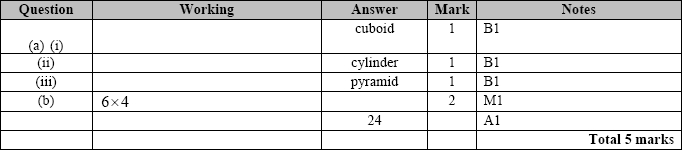 Question Working Answer Mark Notes
cuboid 1 B1
(a) (i)
(ii) cylinder 1 B1
(iii) pyramid 1 B1
(b) 6×4 2 M1
24 A1
Total 5 marks